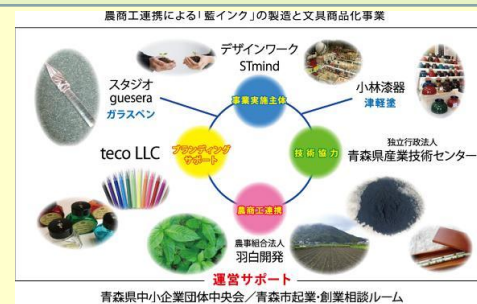 農商工連携による「藍インク」の製造と文具商品化事業
デザインワーク
STmind
スタジオ
guesera
ガラスペン
事業実施主体
小林漆器
津軽塗
teco LLC
ブランディング
サポート
技術協力
独立行政法人
青森県産業技術センター
農商工連携
農事組合法人
羽白開発
運営サポート
青森県中小企業団体中央会／青森市起業・創業相談ルーム